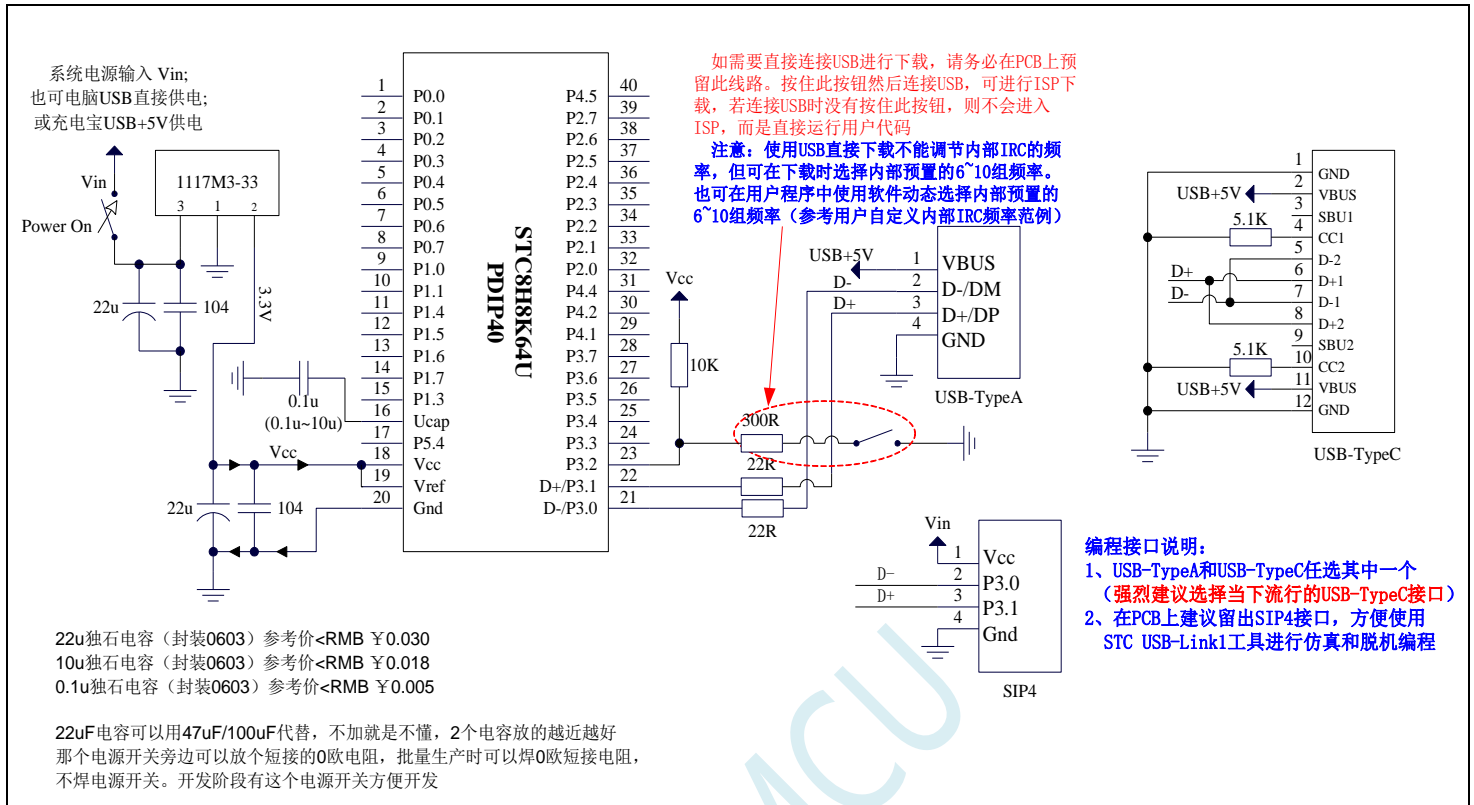 系统电源输入 Vin;
也可电脑USB直接供电;
或充电宝USB+5V供电
Vin
Power On
1117M3-33
3 1 2
22u
104
3.3V
0.1u
(0.1u~10u)
Vcc
22u
104
1 P0.0
2 P0.1
3 P0.2
4 P0.3
5 P0.4
6 P0.5
7 P0.6
8 P0.7
9 P1.0
10 P1.1
11 P1.4
12 P1.5
13 P1.6
14 P1.7
15 P1.3
16 Ucap
17 P5.4
18 Vcc
19 Vref
20 Gnd
STC8H8K64U
PDIP40
P4.5 40
P2.7 39
P2.6 38
P2.5 37
P2.4 36
P2.3 35
P2.2 34
P2.1 33
P2.0 32
P4.4 31
P4.2 30
P4.1 29
P3.7 28
P3.6 27
P3.5 26
P3.4 25
P3.3 24
P3.2 23
D+/P3.1 22
D-/P3.0 21
如需要直接连接USB进行下载，请务必在PCB上预
留此线路。按住此按钮然后连接USB，可进行ISP下
载，若连接USB时没有按住此按钮，则不会进入
ISP，而是直接运行用户代码
注意：使用USB直接下载不能调节内部IRC的频
率，但可在下载时选择内部预置的6~10组频率。
也可在用户程序中使用软件动态选择内部预置的
6~10组频率（参考用户自定义内部IRC频率范例）
Vcc
10K
300R
22R
22R
USB+5V
D-
D+
1 VBUS
2 D-/DM
3 D+/DP
4 GND
USB-TypeA
Vin
D-
D+
1 Vcc
2 P3.0
3 P3.1
4 Gnd
SIP4
USB+5V
5.1K
D+
D-
5.1K
USB+5V
1 GND
2 VBUS
3 SBU1
4 CC1
5 D-2
6 D+1
7 D-1
8 D+2
9 SBU2
10 CC2
11 VBUS
12 GND
USB-TypeC
编程接口说明：
1、USB-TypeA和USB-TypeC任选其中一个
（强烈建议选择当下流行的USB-TypeC接口）
2、在PCB上建议留出SIP4接口，方便使用
STC USB-Link1工具进行仿真和脱机编程
22u独石电容（封装0603）参考价<RMB ￥0.030
10u独石电容（封装0603）参考价<RMB ￥0.018
0.1u独石电容（封装0603）参考价<RMB ￥0.005
22uF电容可以用47uF/100uF代替，不加就是不懂，2个电容放的越近越好
那个电源开关旁边可以放个短接的0欧电阻，批量生产时可以焊0欧短接电阻，
不焊电源开关。开发阶段有这个电源开关方便开发
MCU